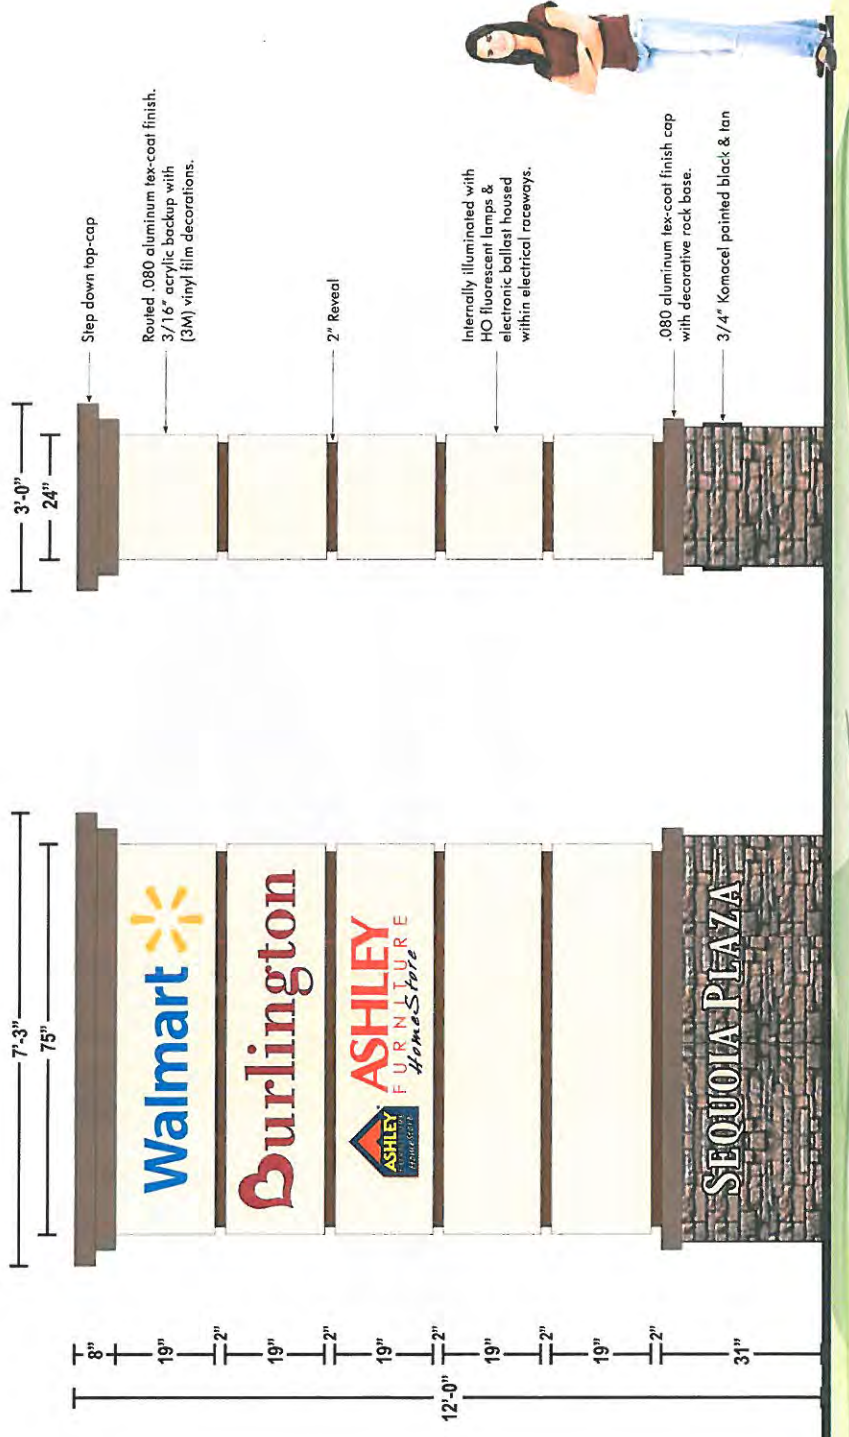 7'-3"
75"
3'-0"
24"
12'-0"
8"
19"
2"
19"
2"
19"
2"
19"
2"
19"
2"
31"
Walmart
Burlington
ASHLEY
HomeStore
ASHLEY
FURNITURE
HomeStore
SEQUOIA PLAZA
Step down top-cap
Routed .080 aluminum tex-coat finish.
3/16" acrylic backup with
(3M) vinyl film decorations.
2" Reveal
Internally illuminated with
HO fluorescent lamps &
electronic ballast housed
within electrical raceways.
.080 aluminum tex-coat finish cap
with decorative rock base.
3/4" Komacel painted black & tan